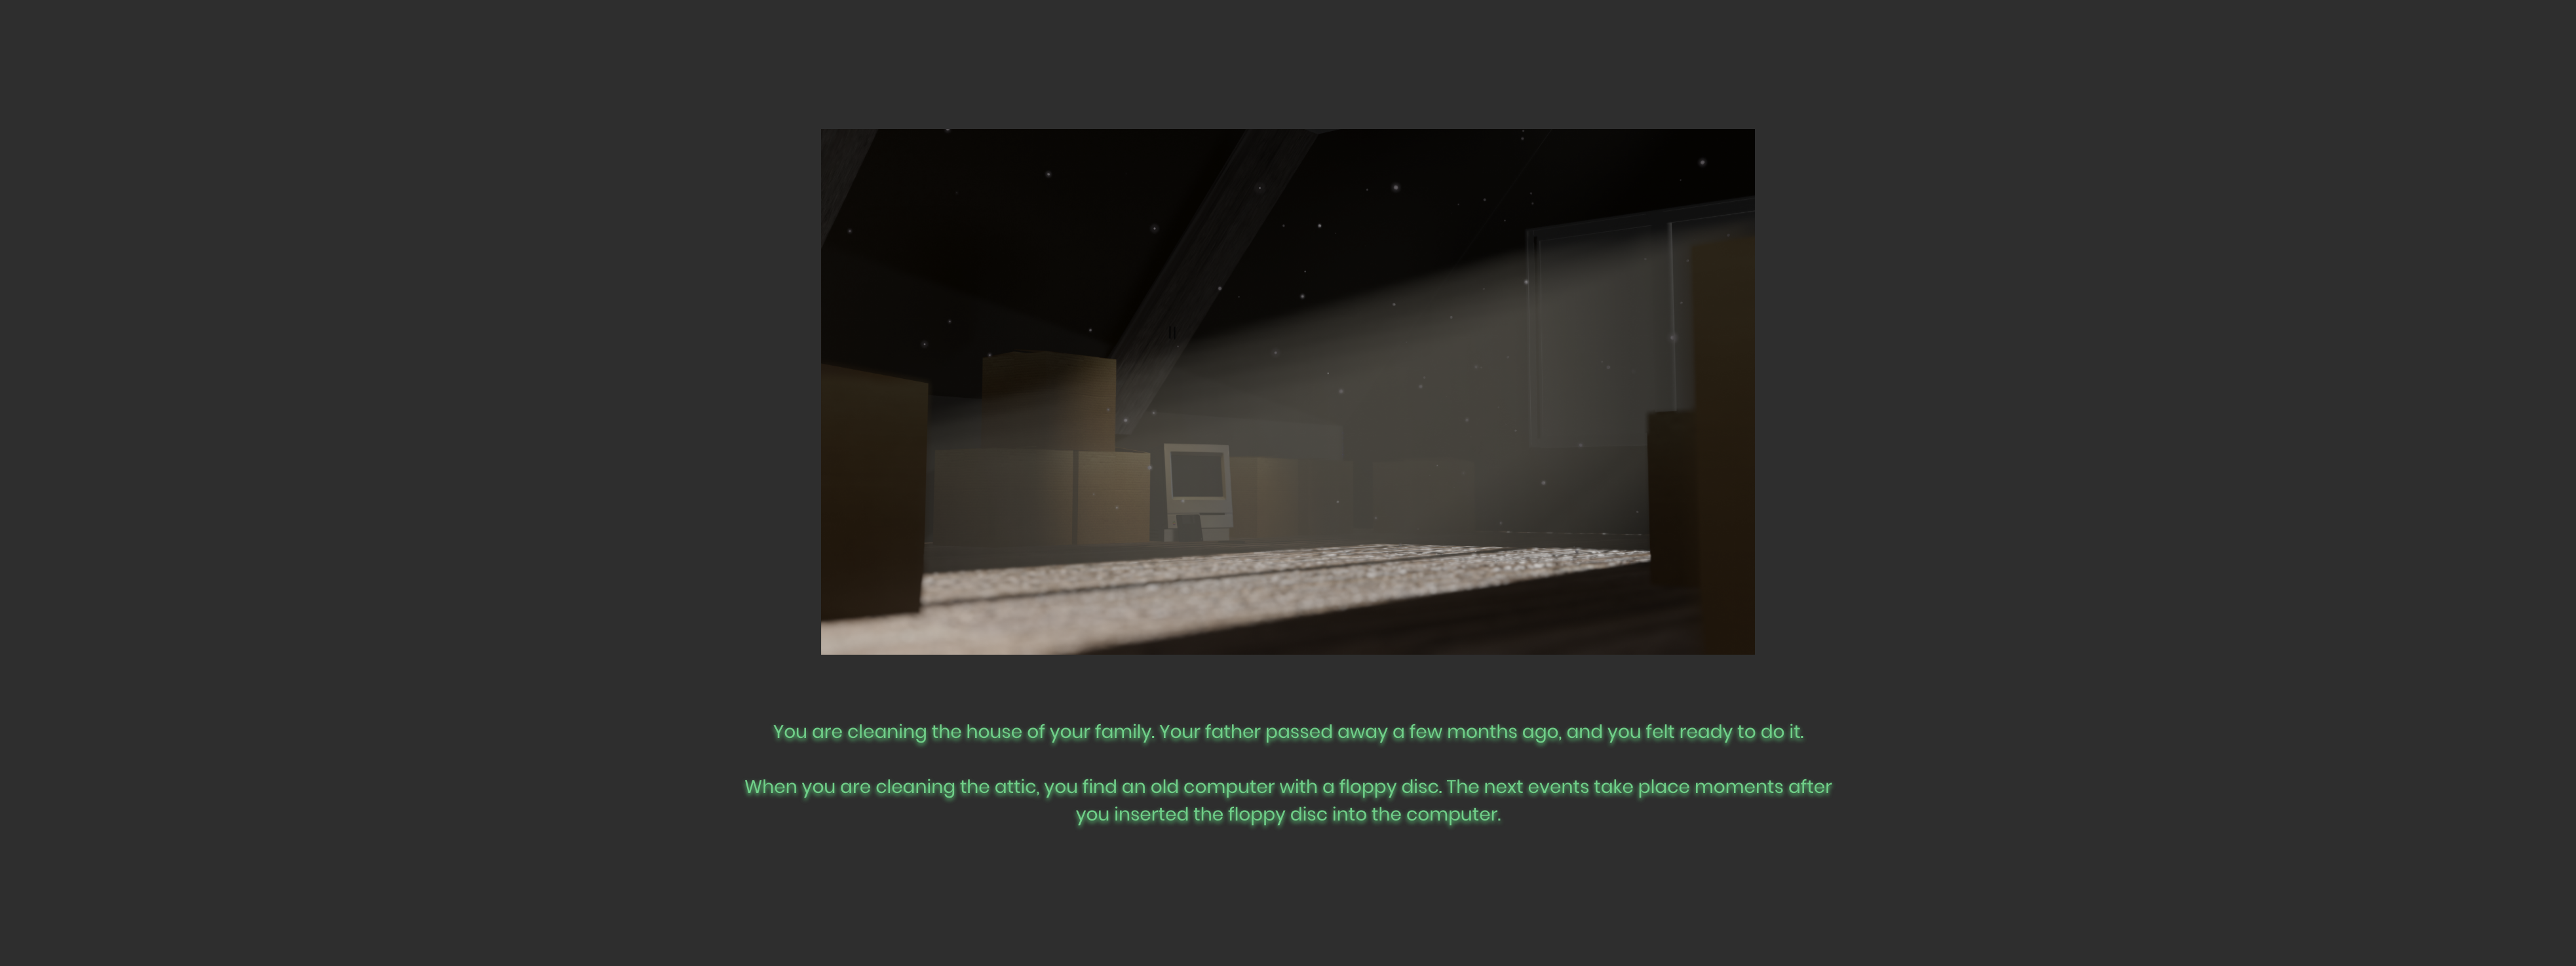 You are cleaning the house of your family. Your father passed away a few months ago, and you felt ready to do it.
When you are cleaning the attic, you find an old computer with a floppy disc. The next events take place moments after
you inserted the floppy disc into the computer.